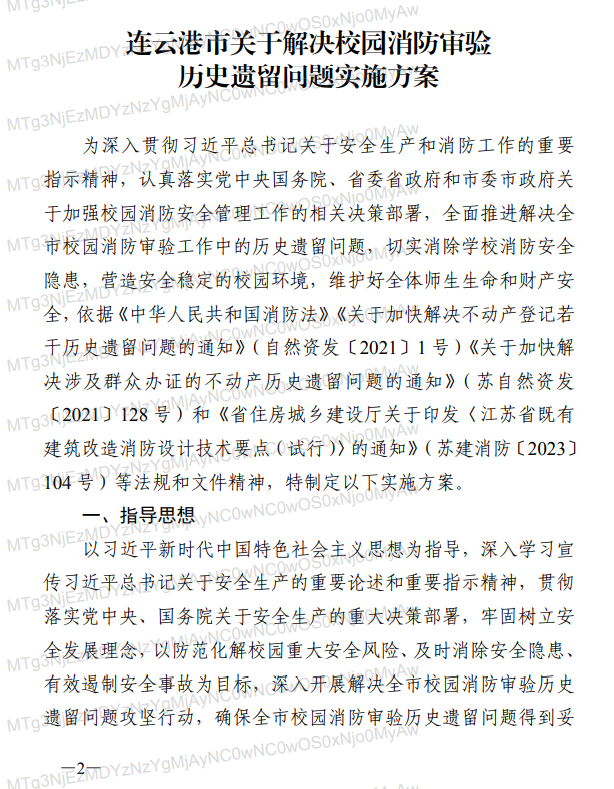 连云港市关于解决校园消防审验
历史遗留问题实施方案
为深入贯彻习近平总书记关于安全生产和消防工作的重要
指示精神，认真落实党中央国务院、省委省政府和市委市政府关
于加强校园消防安全管理工作的相关决策部署，全面推进解决全
市校园消防审验工作中的历史遗留问题，切实消除学校消防安全
隐患，营造安全稳定的校园环境，维护好全体师生生命和财产安
全，依据《中华人民共和国消防法》《关于加快解决不动产登记若
干历史遗留问题的通知》（自然资发〔2021〕1 号）《关于加快解
决涉及群众办证的不动产历史遗留问题的通知》（苏自然资发
〔2021〕128 号）和《省住房城乡建设厅关于印发〈江苏省既有
建筑改造消防设计技术要点（试行）〉的通知》（苏建消防〔2023〕
104 号）等法规和文件精神，特制定以下实施方案。
一、指导思想
以习近平新时代中国特色社会主义思想为指导，深入学习宣
传习近平总书记关于安全生产的重要论述和重要指示精神，贯彻
落实党中央、国务院关于安全生产的重大决策部署，牢固树立安
全发展理念，以防范化解校园重大安全风险、及时消除安全隐患、
有效遏制安全事故为目标，深入开展解决全市校园消防审验历史
遗留问题攻坚行动，确保全市校园消防审验历史遗留问题得到妥
—2—
MTg3NjEzMDYzNzYgMjAyNC0wNC0wOS0xNjo0MyAw